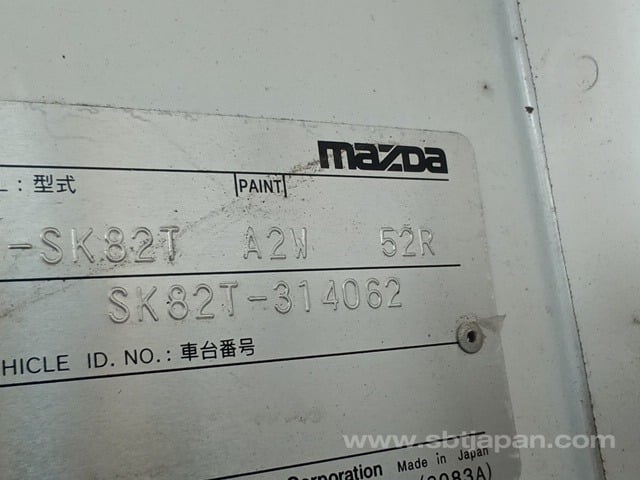 mazda
L : 型式 PAINT
-SK82T A2W 52R
SK82T-314062
HICLE ID. NO. : 車台番号
www.sbtjapan.com
Corporation Made in Japan